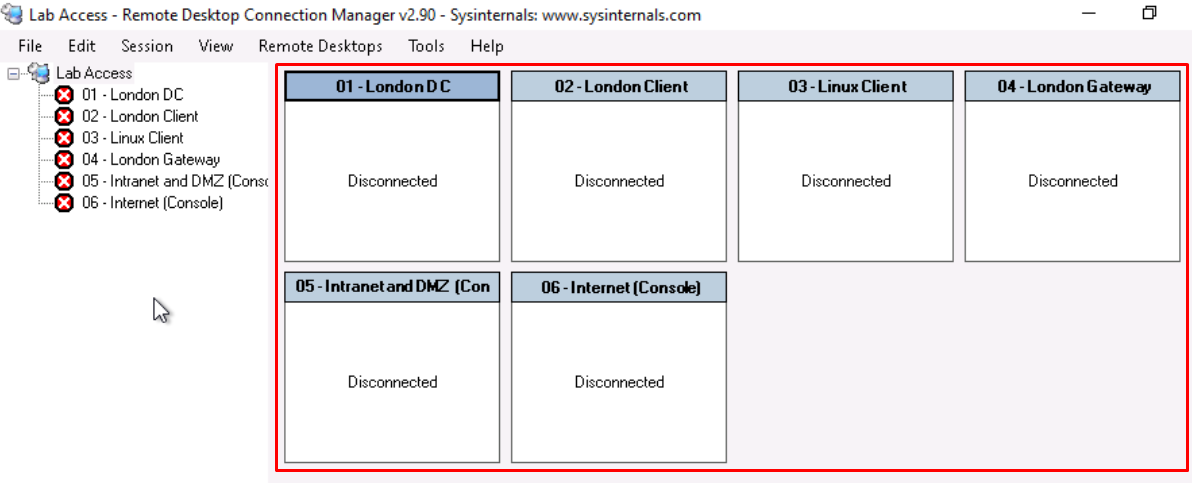 Lab Access - Remote Desktop Connection Manager v2.90 - Sysinternals: www.sysinternals.com
File Edit Session View Remote Desktops Tools Help
Lab Access
01 - London DC
02 - London Client
03 - Linux Client
04 - London Gateway
05 - Intranet and DMZ (Conso
06 - Internet (Console)
01 - London DC
Disconnected
02 - London Client
Disconnected
03 - Linux Client
Disconnected
04 - London Gateway
Disconnected
05 - Intranet and DMZ (Con
Disconnected
06 - Internet (Console)
Disconnected